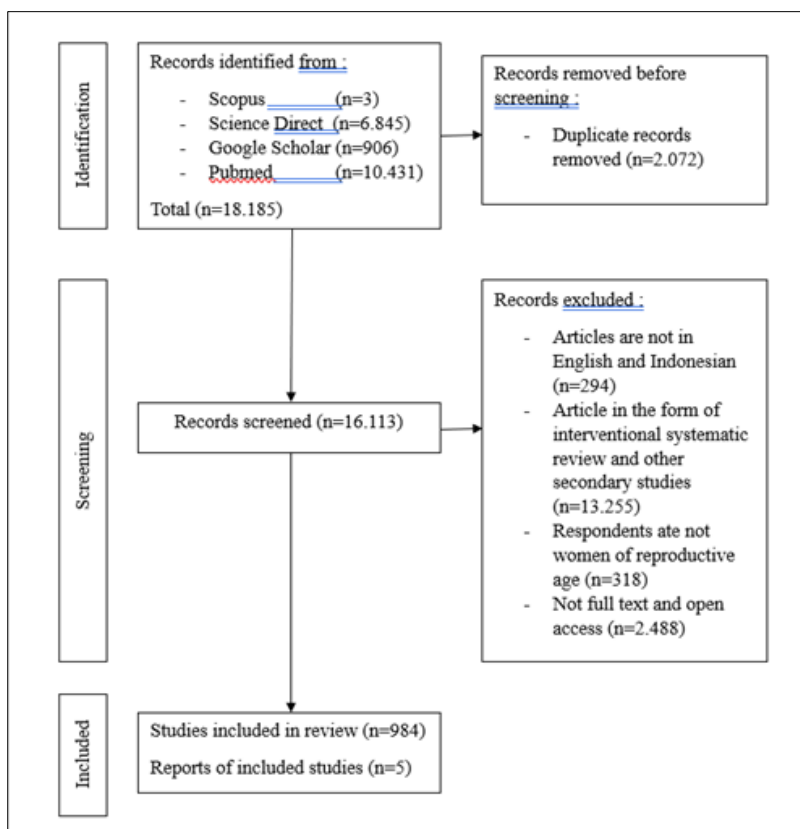 Identification
Records identified from :
- Scopus (n=3)
- Science Direct (n=6.845)
- Google Scholar (n=906)
- Pubmed (n=10.431)
Total (n=18.185)
Records removed before
screening :
- Duplicate records
removed (n=2.072)
Screening
Records screened (n=16.113)
Records excluded :
- Articles are not in
English and Indonesian
(n=294)
- Article in the form of
interventional systematic
review and other
secondary studies
(n=13.255)
- Respondents ate not
women of reproductive
age (n=318)
- Not full text and open
access (n=2.488)
Included
Studies included in review (n=984)
Reports of included studies (n=5)